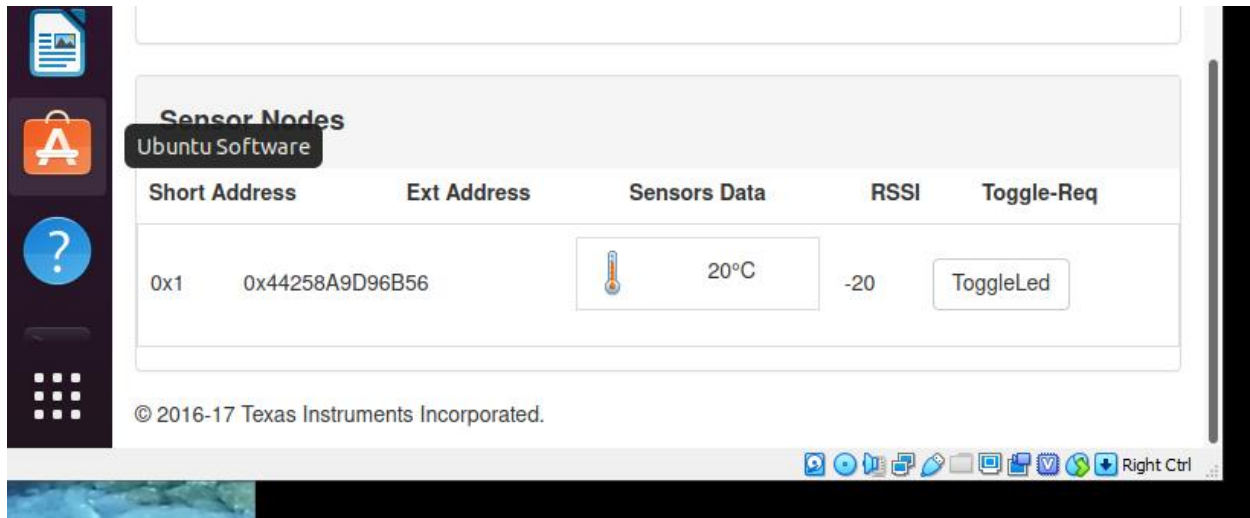 Sensor Nodes
Ubuntu Software
Short Address Ext Address Sensors Data RSSI Toggle-Req
0x1 0x44258A9D96B56 20°C -20 ToggleLed
© 2016-17 Texas Instruments Incorporated.
Right Ctrl